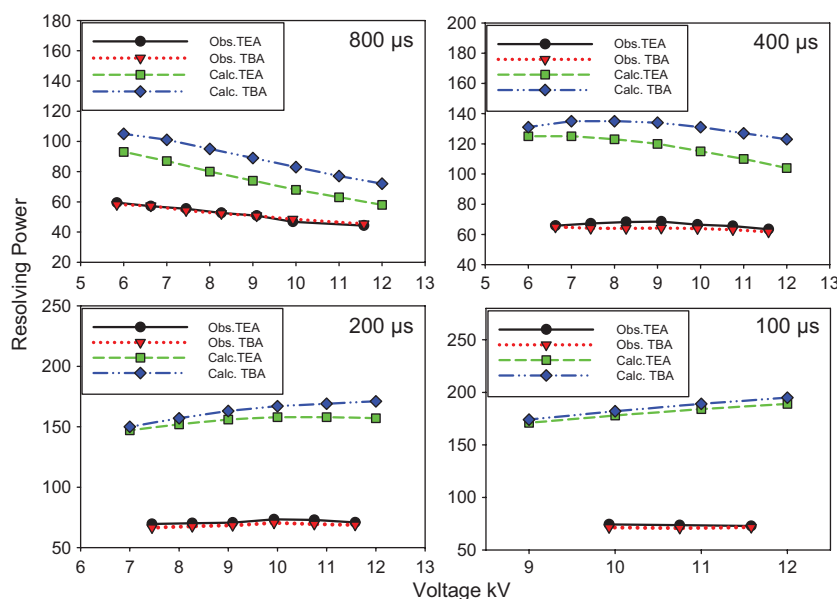 Resolving Power
180
160
140
120
100
80
60
40
20
5 6 7 8 9 10 11 12 13
Obs.TEA
Obs. TBA
Calc.TEA
Calc. TBA
800 µs
200
180
160
140
120
100
80
60
40
5 6 7 8 9 10 11 12 13
Obs.TEA
Obs. TBA
Calc.TEA
Calc. TBA
400 µs
250
200
150
100
50
6 7 8 9 10 11 12 13
Obs.TEA
Obs. TBA
Calc.TEA
Calc. TBA
200 µs
250
200
150
100
50
9 10 11 12
Obs.TEA
Obs. TBA
Calc.TEA
Calc. TBA
100 µs
Voltage kV